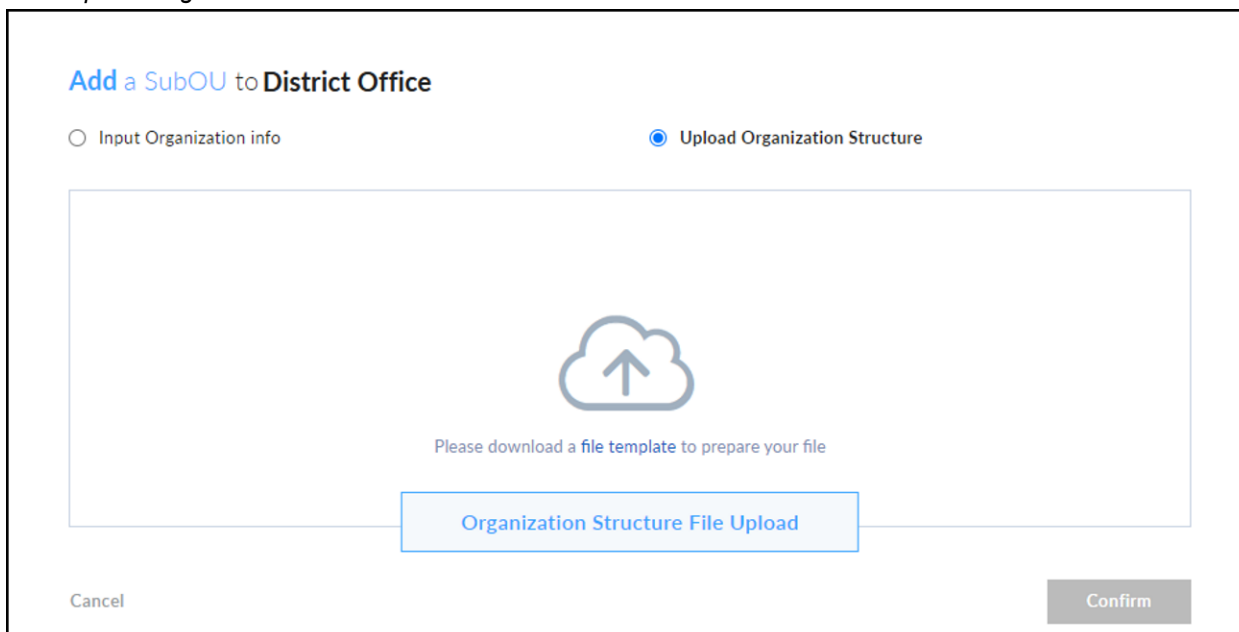 Add a SubOU to District Office
Input Organization info
Upload Organization Structure
Please download a file template to prepare your file
Organization Structure File Upload
Cancel
Confirm